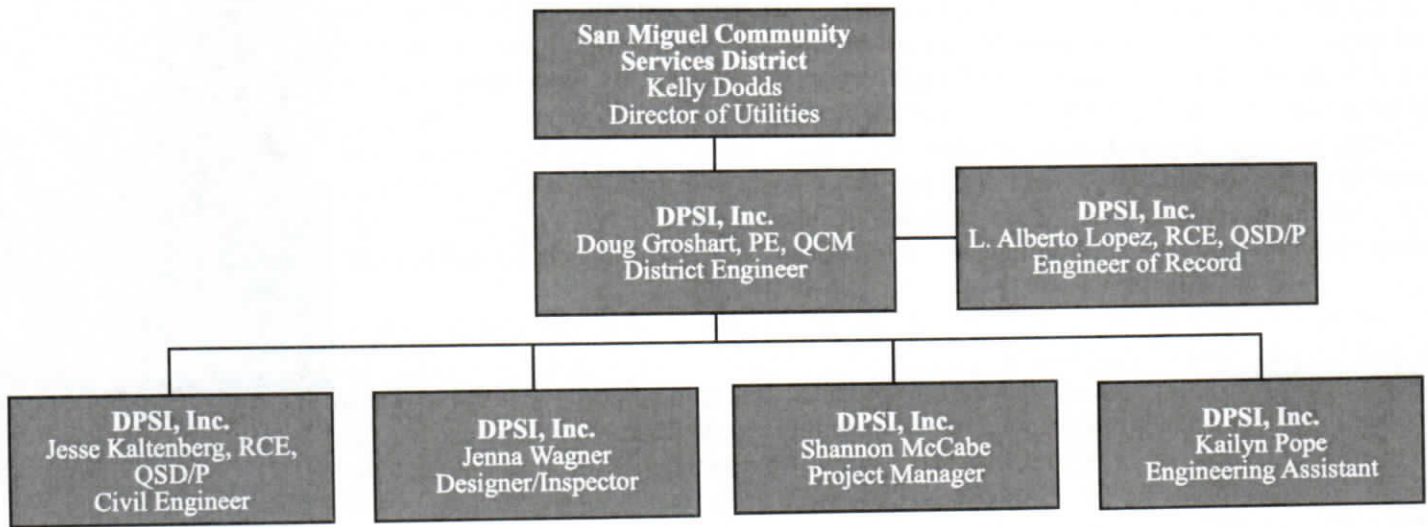 San Miguel Community
Services District
Kelly Dodds
Director of Utilities
DPSI, Inc.
Doug Groshart, PE, QCM
District Engineer
DPSI, Inc.
L. Alberto Lopez, RCE, QSD/P
Engineer of Record
DPSI, Inc.
Jesse Kaltenberg, RCE,
QSD/P
Civil Engineer
DPSI, Inc.
Jenna Wagner
Designer/Inspector
DPSI, Inc.
Shannon McCabe
Project Manager
DPSI, Inc.
Kailyn Pope
Engineering Assistant